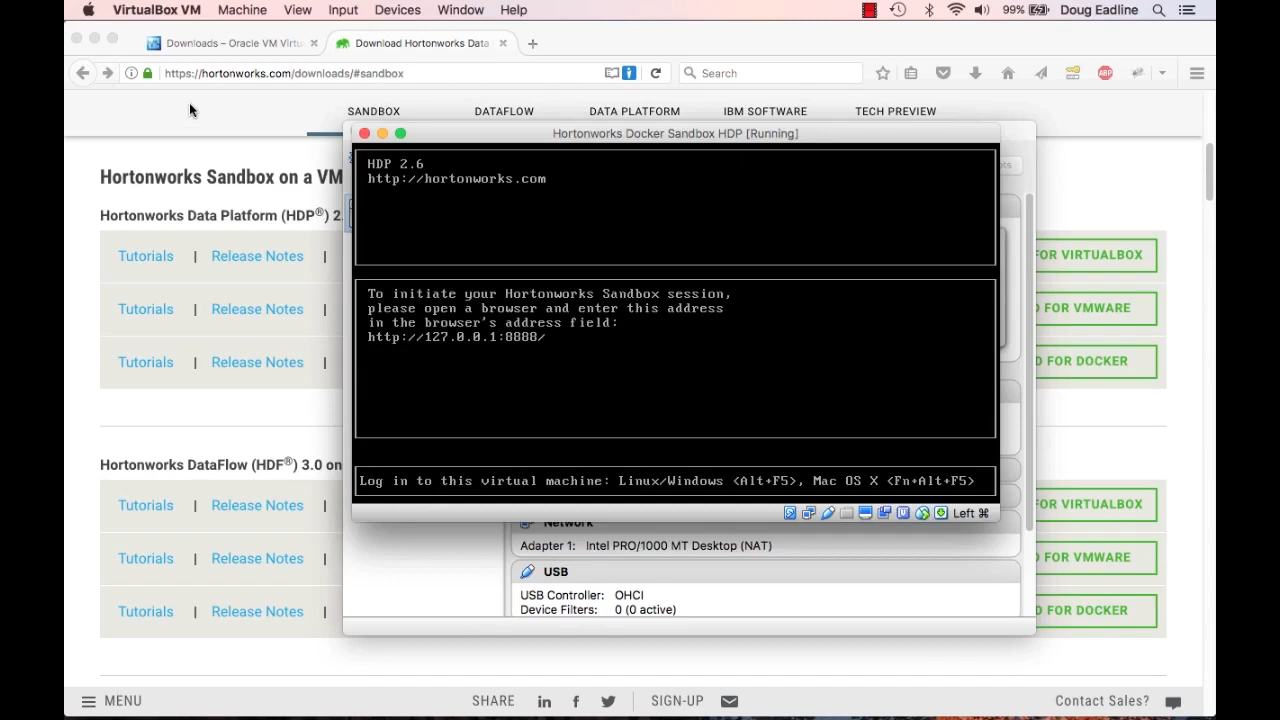 VirtualBox VM Machine View Input Devices Window Help 99% Doug Eadline
Downloads – Oracle VM Virtu
Download Hortonworks Data
https://hortonworks.com/downloads/#sandbox
Search
ABP
SANDBOX DATAFLOW DATA PLATFORM IBM SOFTWARE TECH PREVIEW
Hortonworks Docker Sandbox HDP [Running]
HDP 2.6
http://hortonworks.com
To initiate your Hortonworks Sandbox session,
please open a browser and enter this address
in the browser's address field:
http://127.0.0.1:8888/
Log in to this virtual machine: Linux/Windows <Alt+F5>, Mac OS X <Fn+Alt+F5>
Left ⌘
Hortonworks Sandbox on a VM
Hortonworks Data Platform (HDP®) 2.
Tutorials | Release Notes |
FOR VIRTUALBOX
Tutorials | Release Notes |
D FOR VMWARE
Tutorials | Release Notes |
D FOR DOCKER
Hortonworks DataFlow (HDF®) 3.0 on
Tutorials | Release Notes |
FOR VIRTUALBOX
Tutorials | Release Notes |
D FOR VMWARE
Tutorials | Release Notes |
D FOR DOCKER
Network
Adapter 1: Intel PRO/1000 MT Desktop (NAT)
USB
USB Controller: OHCI
Device Filters: 0 (0 active)
MENU SHARE SIGN-UP Contact Sales?